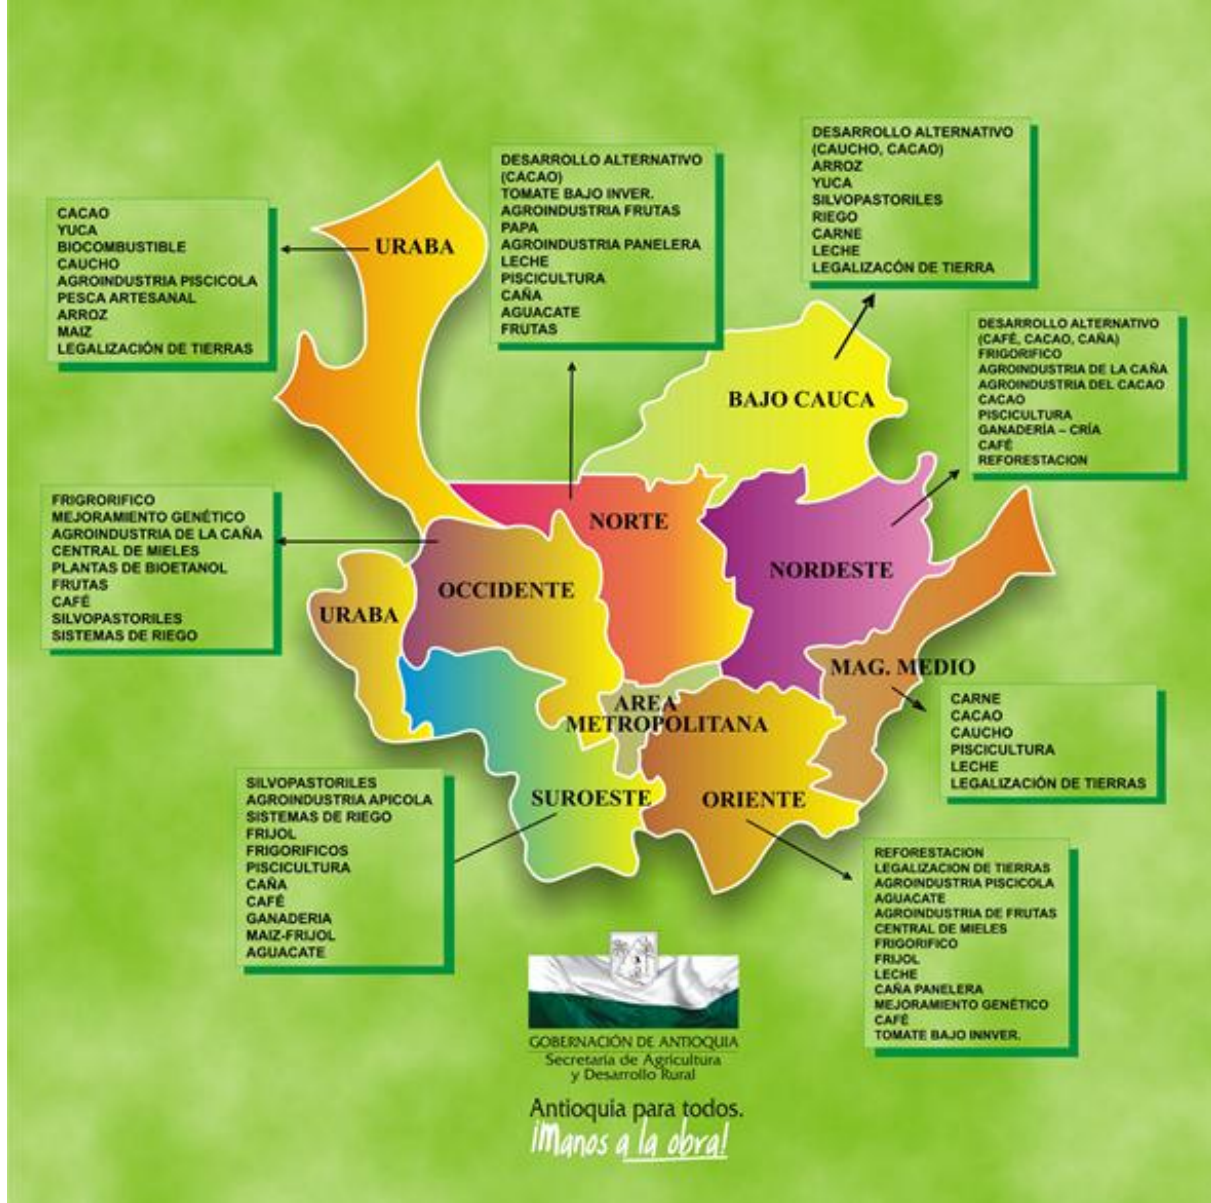 DESARROLLO ALTERNATIVO
(CAUCHO, CACAO)
ARROZ
YUCA
SILVOPASTORILES
RIEGO
CARNE
LECHE
LEGALIZACÓN DE TIERRA
DESARROLLO ALTERNATIVO
(CACAO)
TOMATE BAJO INVER.
AGROINDUSTRIA FRUTAS
PAPA
AGROINDUSTRIA PANELERA
LECHE
PISCICULTURA
CAÑA
AGUACATE
FRUTAS
CACAO
YUCA
BIOCOMBUSTIBLE
CAUCHO
AGROINDUSTRIA PISCICOLA
PESCA ARTESANAL
ARROZ
MAIZ
LEGALIZACIÓN DE TIERRAS
URABA
DESARROLLO ALTERNATIVO
(CAFÉ, CACAO, CAÑA)
FRIGORIFICO
AGROINDUSTRIA DE LA CAÑA
AGROINDUSTRIA DEL CACAO
CACAO
PISCICULTURA
GANADERÍA – CRÍA
CAFÉ
REFORESTACION
BAJO CAUCA
FRIGRORIFICO
MEJORAMIENTO GENÉTICO
AGROINDUSTRIA DE LA CAÑA
CENTRAL DE MIELES
PLANTAS DE BIOETANOL
FRUTAS
CAFÉ
SILVOPASTORILES
SISTEMAS DE RIEGO
NORTE
NORDESTE
OCCIDENTE
URABA
MAG. MEDIO
AREA
METROPOLITANA
CARNE
CACAO
CAUCHO
PISCICULTURA
LECHE
LEGALIZACIÓN DE TIERRAS
SUROESTE
ORIENTE
SILVOPASTORILES
AGROINDUSTRIA APICOLA
SISTEMAS DE RIEGO
FRIJOL
FRIGORIFICOS
PISCICULTURA
CAÑA
CAFÉ
GANADERIA
MAIZ-FRIJOL
AGUACATE
REFORESTACION
LEGALIZACION DE TIERRAS
AGROINDUSTRIA PISCICOLA
AGUACATE
AGROINDUSTRIA DE FRUTAS
CENTRAL DE MIELES
FRIGORIFICO
FRIJOL
LECHE
CAÑA PANELERA
MEJORAMIENTO GENÉTICO
CAFÉ
TOMATE BAJO INNVER.
GOBERNACIÓN DE ANTIOQUIA
Secretaría de Agricultura
y Desarrollo Rural
Antioquia para todos.
¡Manos a la obra!